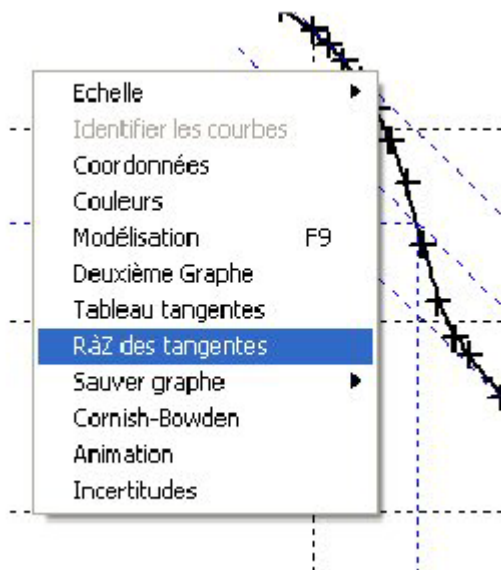 Echelle
Identifier les courbes
Coordonnées
Couleurs
Modélisation F9
Deuxième Graphe
Tableau tangentes
RàZ des tangentes
Sauver graphe
Cornish-Bowden
Animation
Incertitudes